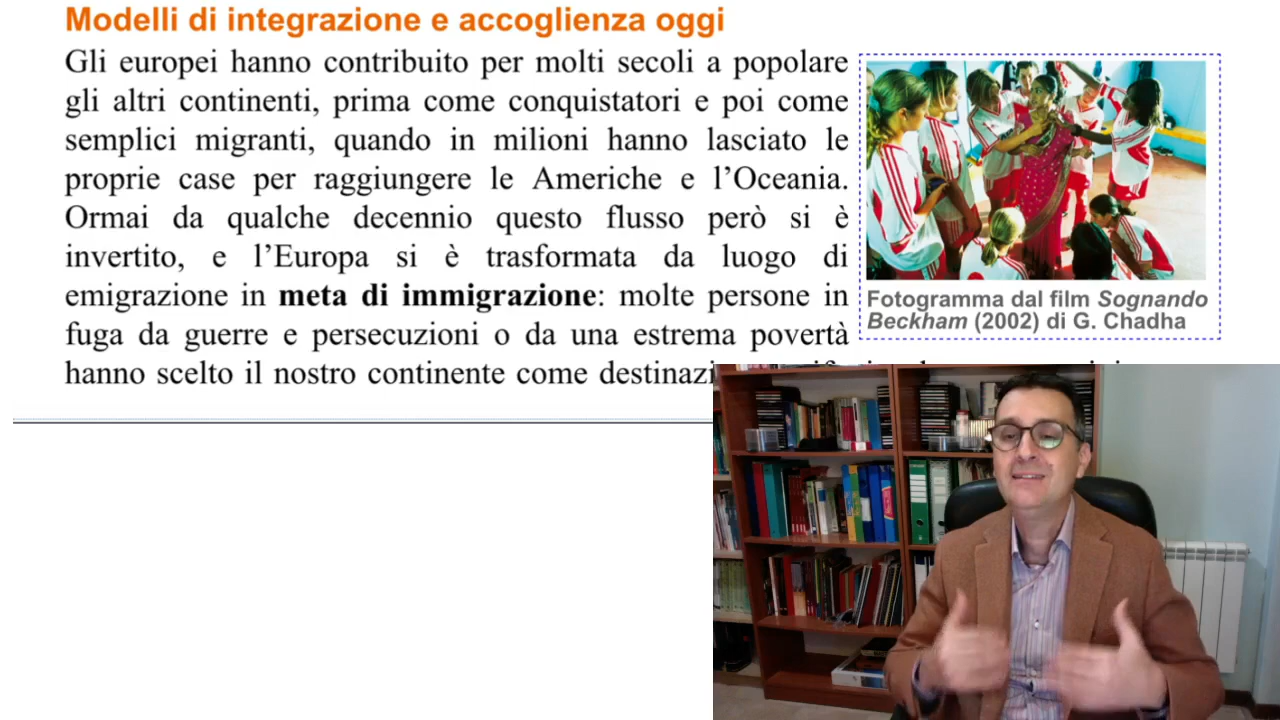 Modelli di integrazione e accoglienza oggi
Gli europei hanno contribuito per molti secoli a popolare
gli altri continenti, prima come conquistatori e poi come
semplici migranti, quando in milioni hanno lasciato le
proprie case per raggiungere le Americhe e l’Oceania.
Ormai da qualche decennio questo flusso però si è
invertito, e l’Europa si è trasformata da luogo di
emigrazione in meta di immigrazione: molte persone in
fuga da guerre e persecuzioni o da una estrema povertà
hanno scelto il nostro continente come
Fotogramma dal film Sognando
Beckham (2002) di G. Chadha